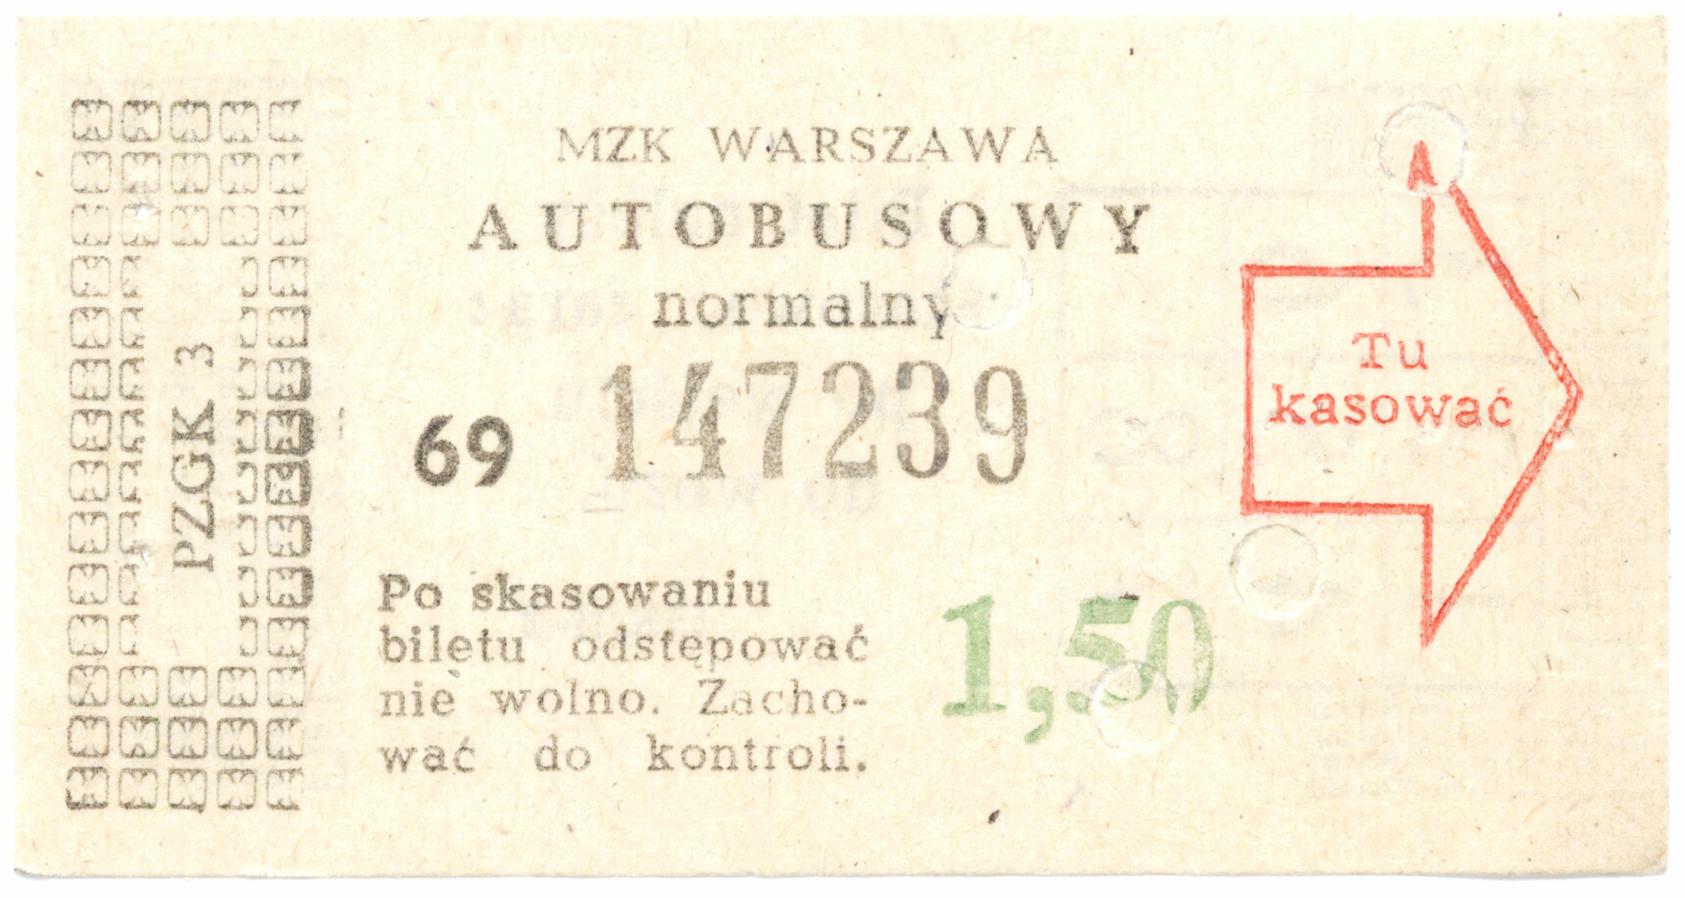 MZK WARSZAWA
AUTOBUSOWY
normalny
69 147239
Po skasowaniu
biletu odstępować
nie wolno. Zacho-
wać do kontroli.
1,50
Tu
kasować
PZGK 3